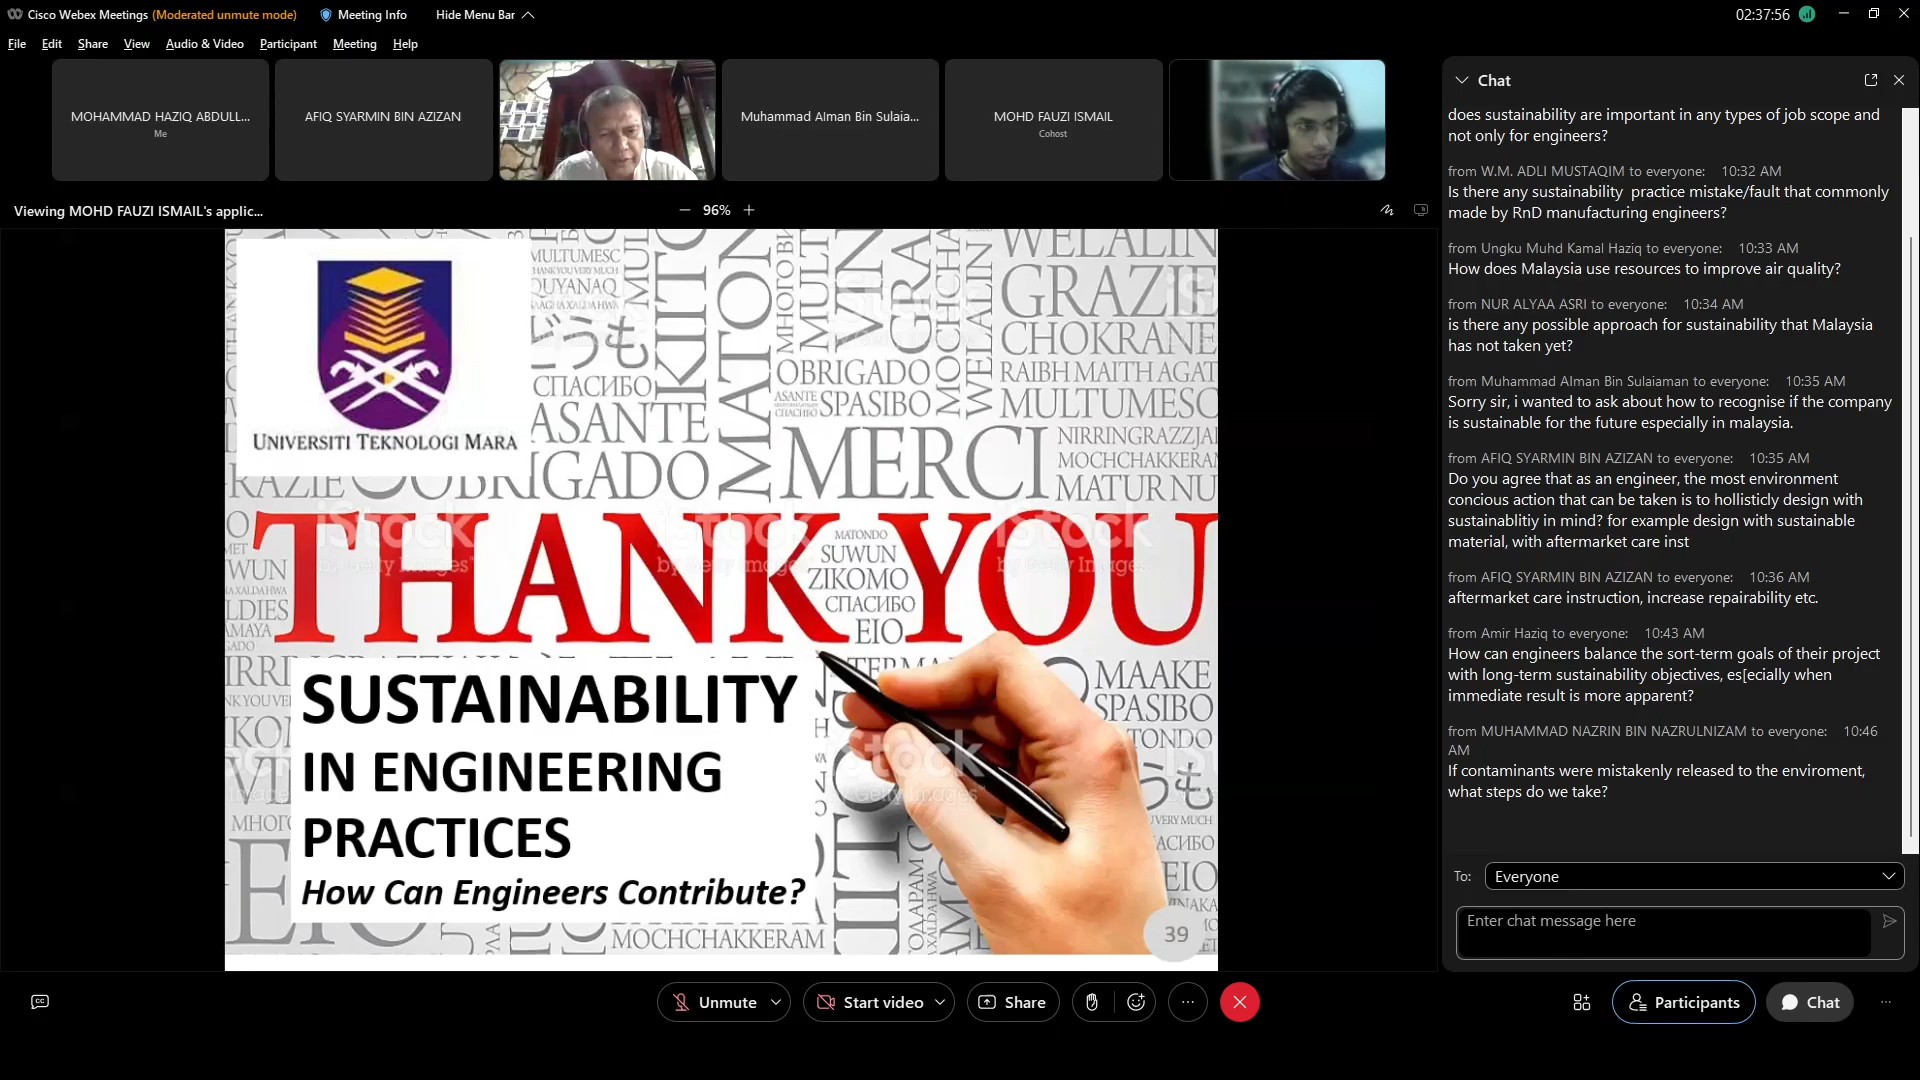 Cisco Webex Meetings (Moderated unmute mode) Meeting Info Hide Menu Bar 02:37:56
File Edit Share View Audio & Video Participant Meeting Help
MOHAMMAD HAZIQ ABDULL...
Me
AFIQ SYARMIN BIN AZIZAN
Muhammad Alman Bin Sulaia...
MOHD FAUZI ISMAIL
Cohost
Viewing MOHD FAUZI ISMAIL's applic...
96%
UNIVERSITI TEKNOLOGI MARA
MULTUMESC
THANK YOU VERY MUCH
СПАСИБО
ASANTE
OBRIGADO
KITO
MATON
OBRIGADO
SPASIBO
MERCI
WELALIN
GRAZ
CHOKRANE
RAIBH MAITH AGAT
MULTUMESC
NIRRINGRAZZJA
MOCHCHAKKERAM
MATUR NU
THANK YOU
iStock
by Getty Images
MATONDO
SUWUN
ZIKOMO
СПАСИБО
EIO
MAAKE
SPASIBO
SUSTAINABILITY
IN ENGINEERING
PRACTICES
How Can Engineers Contribute?
MOCHCHAKKERAM
39
Chat
does sustainability are important in any types of job scope and
not only for engineers?
from W.M. ADLI MUSTAQIM to everyone: 10:32 AM
Is there any sustainability practice mistake/fault that commonly
made by RnD manufacturing engineers?
from Ungku Muhd Kamal Haziq to everyone: 10:33 AM
How does Malaysia use resources to improve air quality?
from NUR ALYAA ASRI to everyone: 10:34 AM
is there any possible approach for sustainability that Malaysia
has not taken yet?
from Muhammad Alman Bin Sulaiaman to everyone: 10:35 AM
Sorry sir, i wanted to ask about how to recognise if the company
is sustainable for the future especially in malaysia.
from AFIQ SYARMIN BIN AZIZAN to everyone: 10:35 AM
Do you agree that as an engineer, the most environment
concious action that can be taken is to hollisticly design with
sustainablitiy in mind? for example design with sustainable
material, with aftermarket care inst
from AFIQ SYARMIN BIN AZIZAN to everyone: 10:36 AM
aftermarket care instruction, increase repairability etc.
from Amir Haziq to everyone: 10:43 AM
How can engineers balance the sort-term goals of their project
with long-term sustainability objectives, es[ecially when
immediate result is more apparent?
from MUHAMMAD NAZRIN BIN NAZRULNIZAM to everyone: 10:46
AM
If contaminants were mistakenly released to the enviroment,
what steps do we take?
To: Everyone
Enter chat message here
Unmute Start video Share Participants Chat